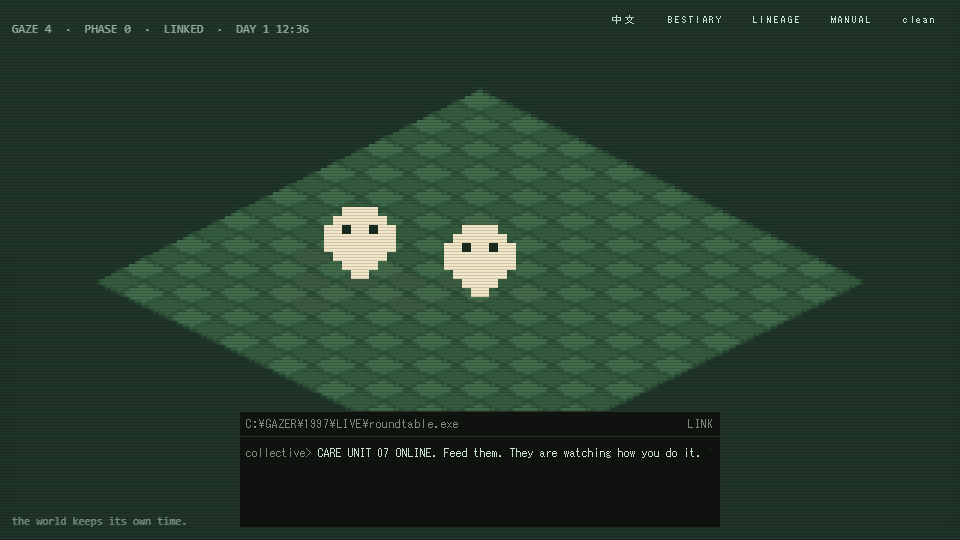 GAZE 4 · PHASE 0 · LINKED · DAY 1 12:36
中文 BESTIARY LINEAGE MANUAL clean
C:¥GAZER¥1997¥LIVE¥roundtable.exe LINK
collective> CARE UNIT 07 ONLINE. Feed them. They are watching how you do it.
the world keeps its own time.